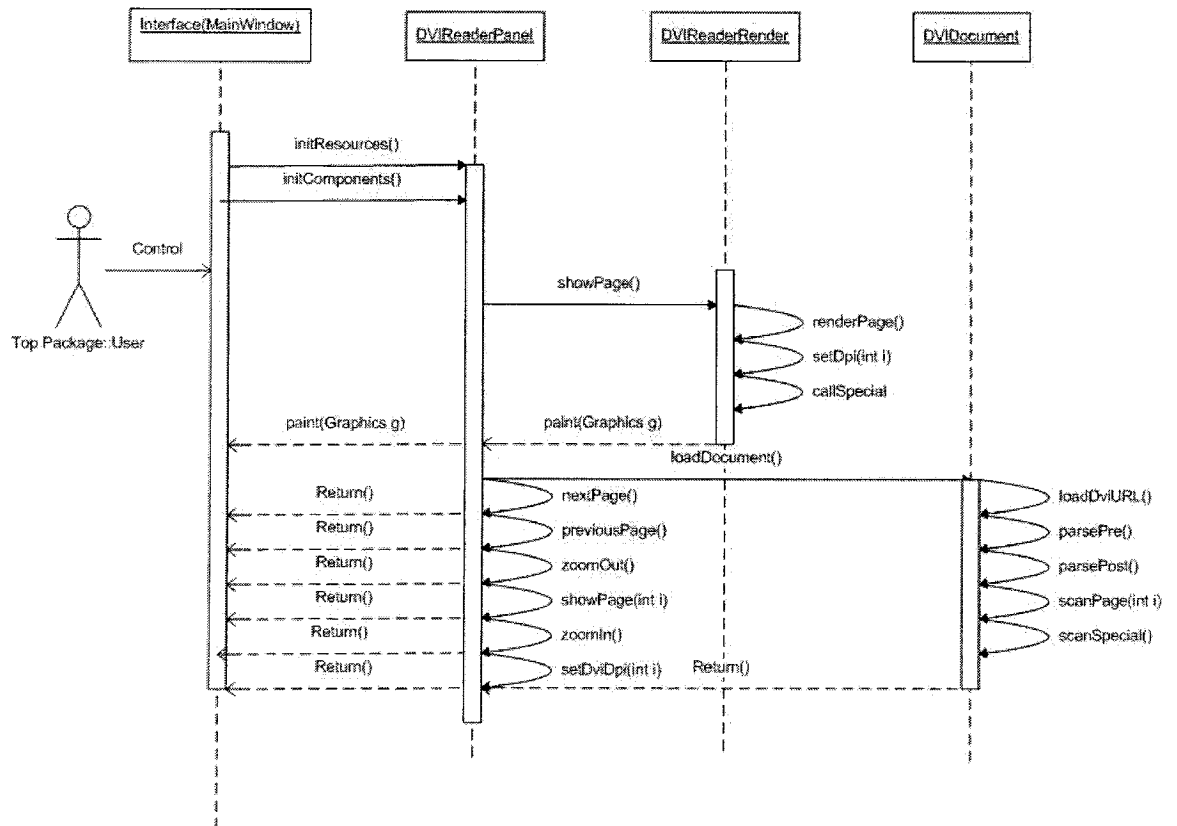 Interface(MainWindow)
DVIReaderPanel
DVIReaderRender
DVIDocument
initResources()
initComponents()
Control
Top Package::User
showPage()
renderPage()
setDpi(int i)
callSpecial
paint(Graphics g)
paint(Graphics g)
loadDocument()
Return()
nextPage()
loadDviURL()
Return()
previousPage()
parsePre()
Return()
zoomOut()
parsePost()
Return()
showPage(int i)
scanPage(int i)
Return()
zoomIn()
scanSpecial()
Return()
setDviDpi(int i)
Return()